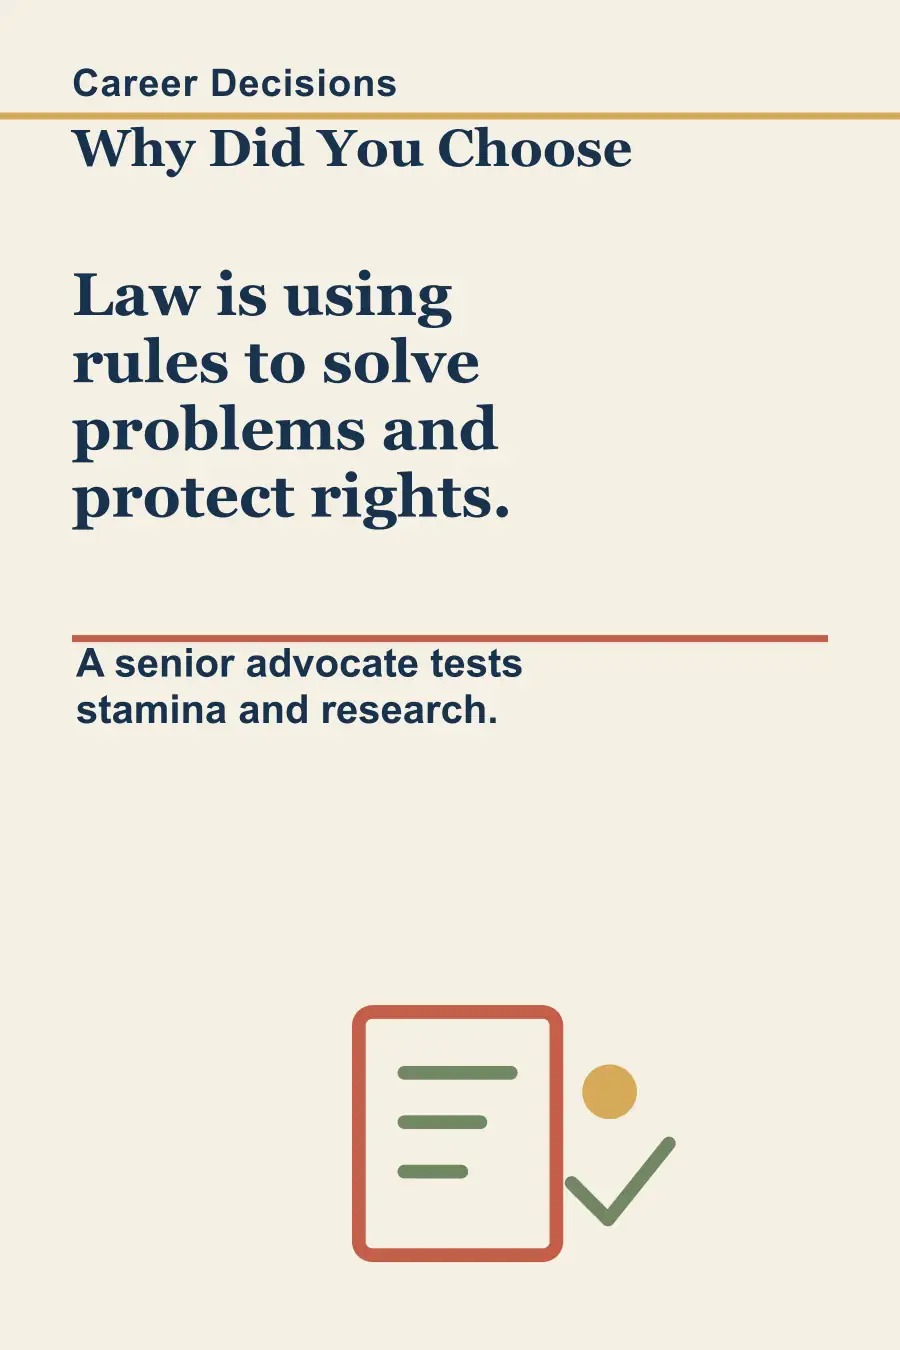 Career Decisions
Why Did You Choose
Law is using
rules to solve
problems and
protect rights.
A senior advocate tests
stamina and research.